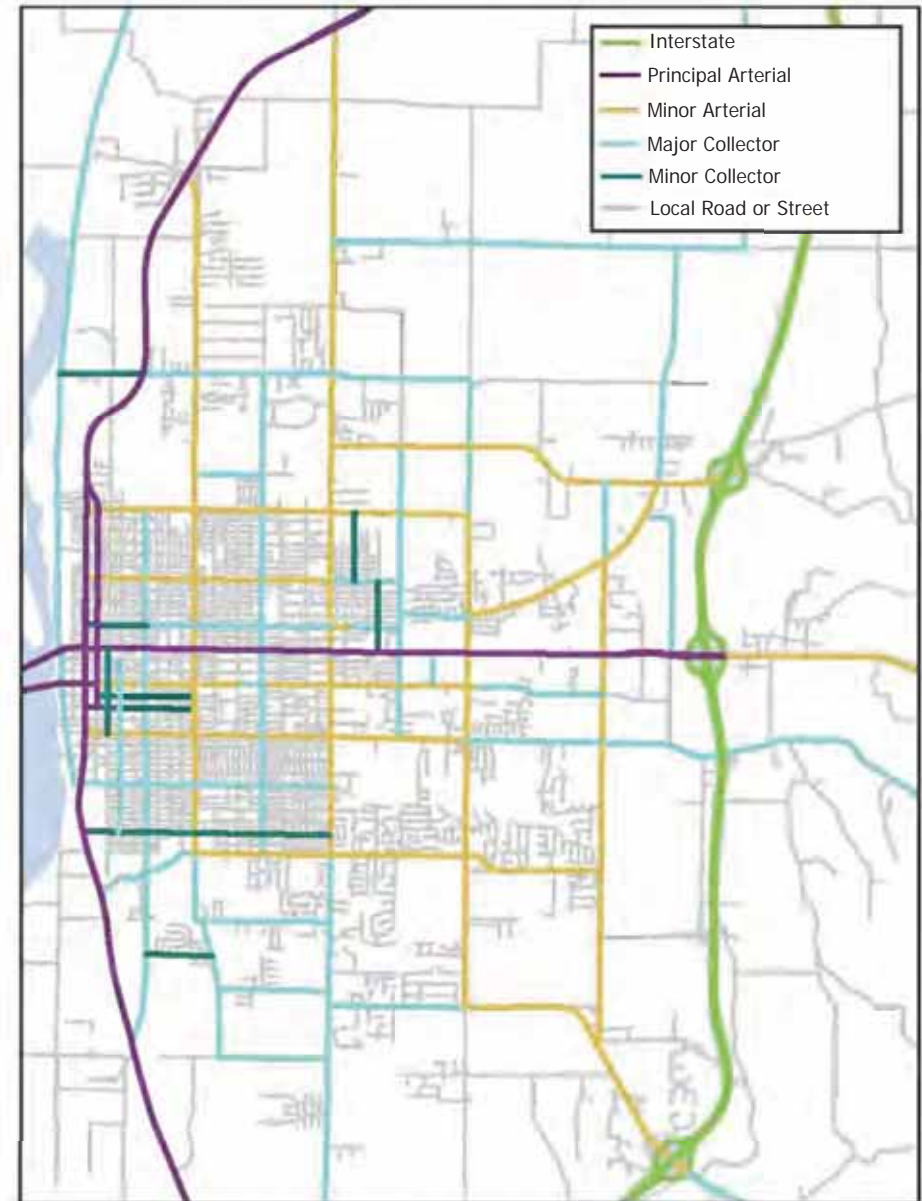 Interstate
Principal Arterial
Minor Arterial
Major Collector
Minor Collector
Local Road or Street